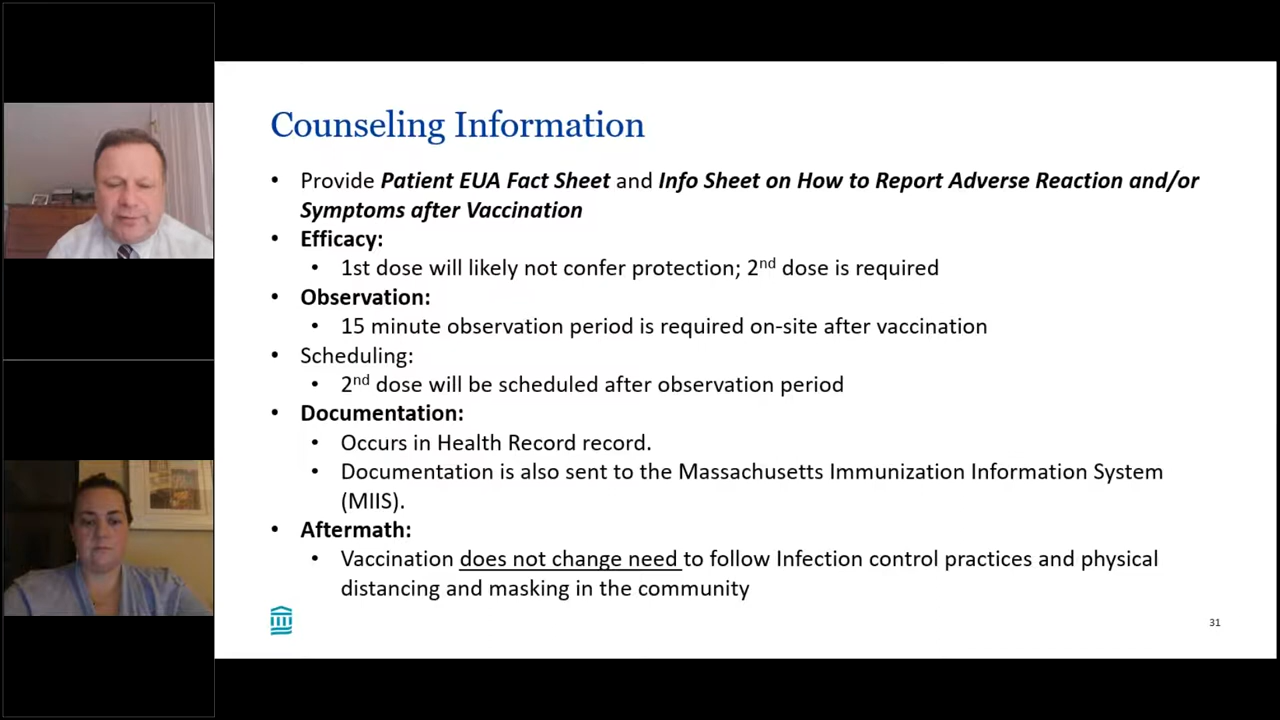 Counseling Information
• Provide Patient EUA Fact Sheet and Info Sheet on How to Report Adverse Reaction and/or
Symptoms after Vaccination
• Efficacy:
• 1st dose will likely not confer protection; 2nd dose is required
• Observation:
• 15 minute observation period is required on-site after vaccination
• Scheduling:
• 2nd dose will be scheduled after observation period
• Documentation:
• Occurs in Health Record record.
• Documentation is also sent to the Massachusetts Immunization Information System
(MIIS).
• Aftermath:
• Vaccination does not change need to follow Infection control practices and physical
distancing and masking in the community
31